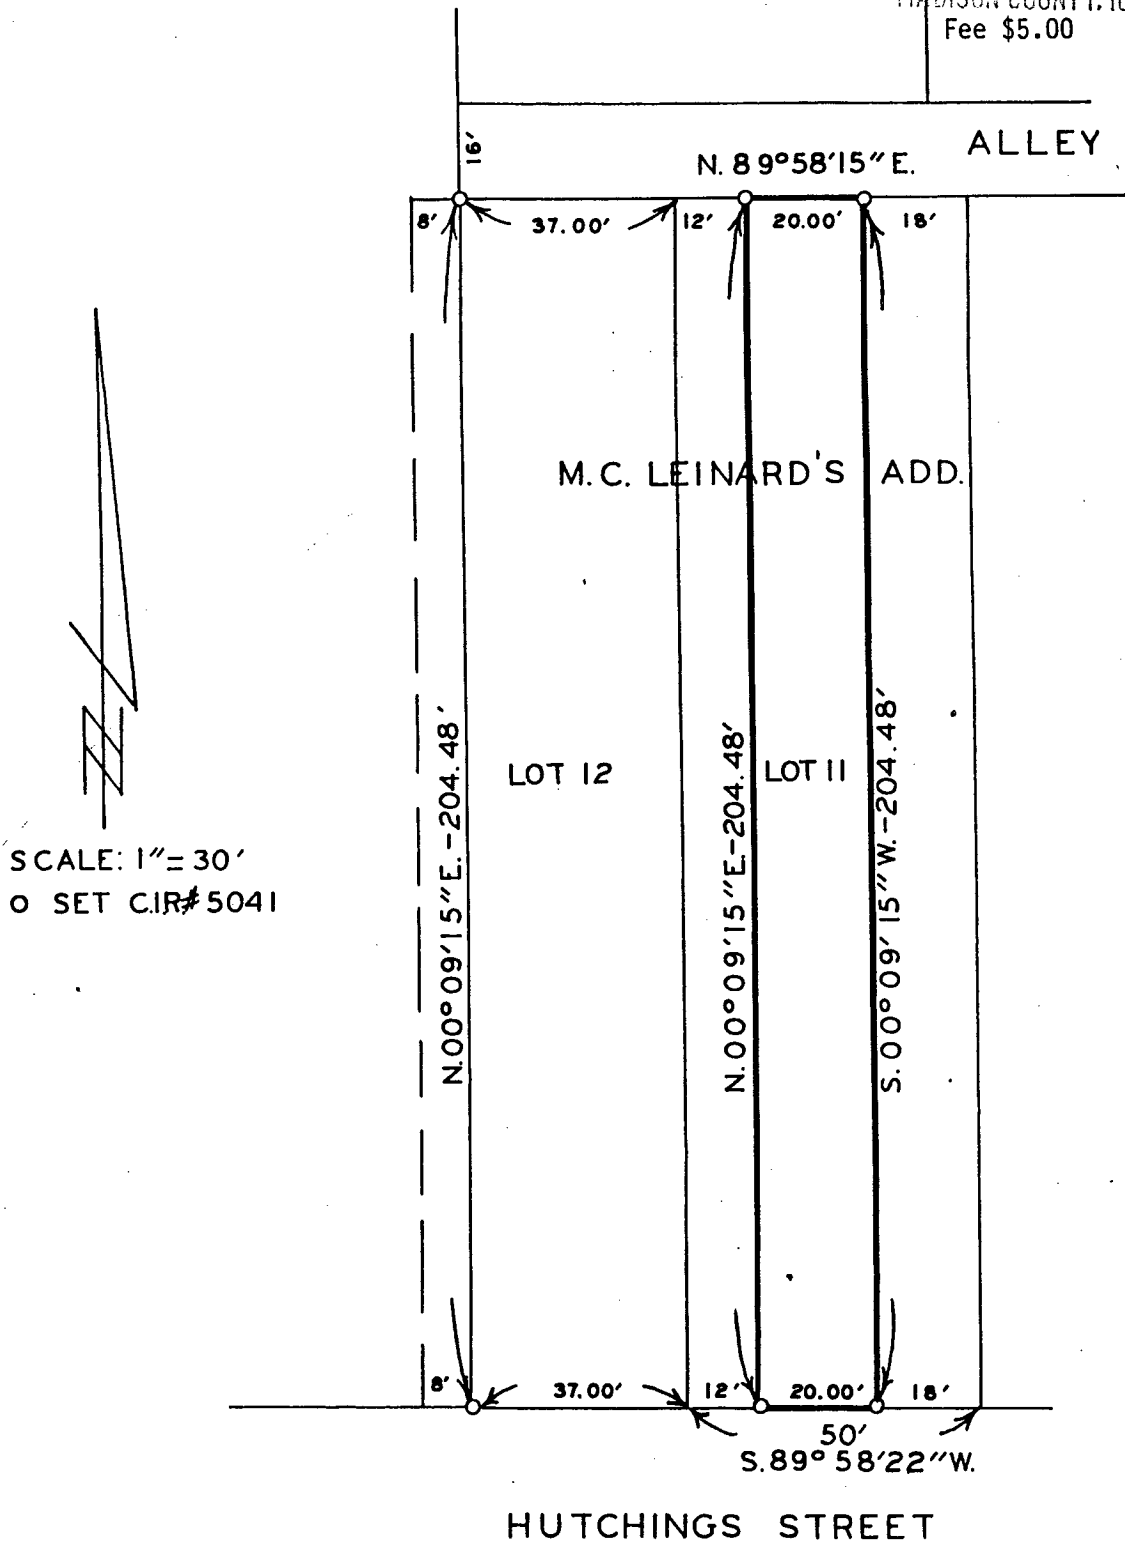 Fee $5.00
ALLEY
16'
N. 89°58'15" E.
8' 37.00' 12' 20.00' 18'
M.C. LEINARD'S ADD.
N.00°09'15"E.-204.48'
LOT 12
N.00°09'15"E.-204.48'
LOT 11
S.00°09'15"W.-204.48'
N
SCALE: 1"=30'
o SET C.I.R.# 5041
8' 37.00' 12' 20.00' 18'
50'
S.89°58'22"W.
HUTCHINGS STREET